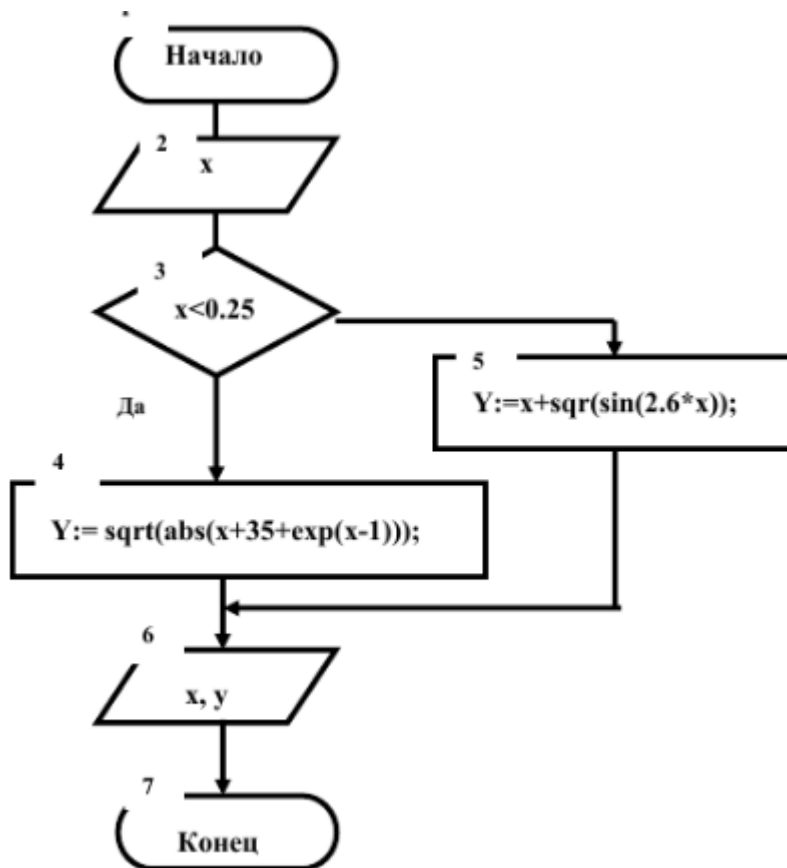 Начало
2
x
3
x<0.25
Да
5
Y:=x+sqr(sin(2.6*x));
4
Y:= sqrt(abs(x+35+exp(x-1)));
6
x, y
7
Конец